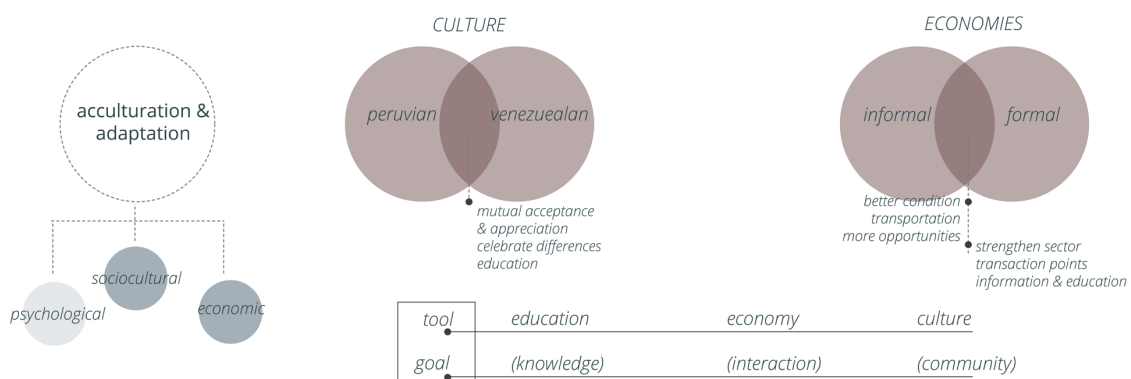 acculturation &
adaptation
psychological
sociocultural
economic
CULTURE
peruvian
venezuealan
mutual acceptance
& appreciation
celebrate differences
education
ECONOMIES
informal
formal
better condition
transportation
more opportunities
strengthen sector
transaction points
information & education
tool education economy culture
goal (knowledge) (interaction) (community)